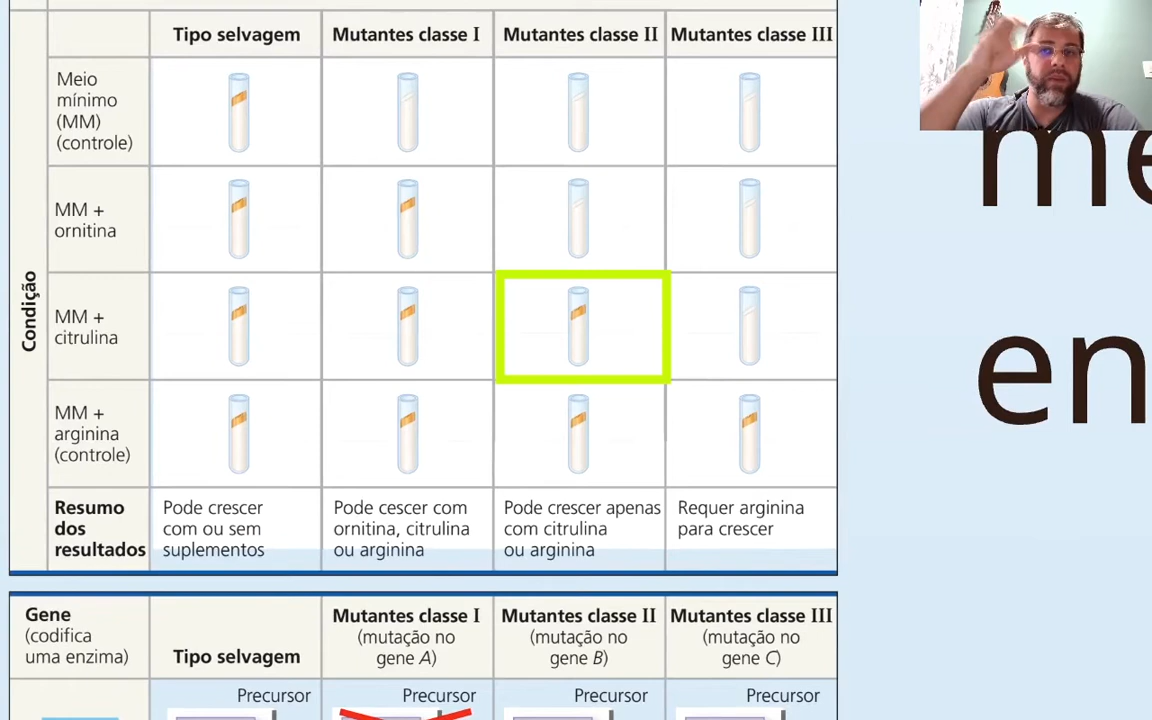 Tipo selvagem
Mutantes classe I
Mutantes classe II
Mutantes classe III
Condição
Meio
mínimo
(MM)
(controle)
MM +
ornitina
MM +
citrulina
MM +
arginina
(controle)
Resumo
dos
resultados
Pode crescer
com ou sem
suplementos
Pode cescer com
ornitina, citrulina
ou arginina
Pode crescer apenas
com citrulina
ou arginina
Requer arginina
para crescer
Gene
(codifica
uma enzima)
Tipo selvagem
Mutantes classe I
(mutação no
gene A)
Mutantes classe II
(mutação no
gene B)
Mutantes classe III
(mutação no
gene C)
Precursor
Precursor
Precursor
Precursor
me
en